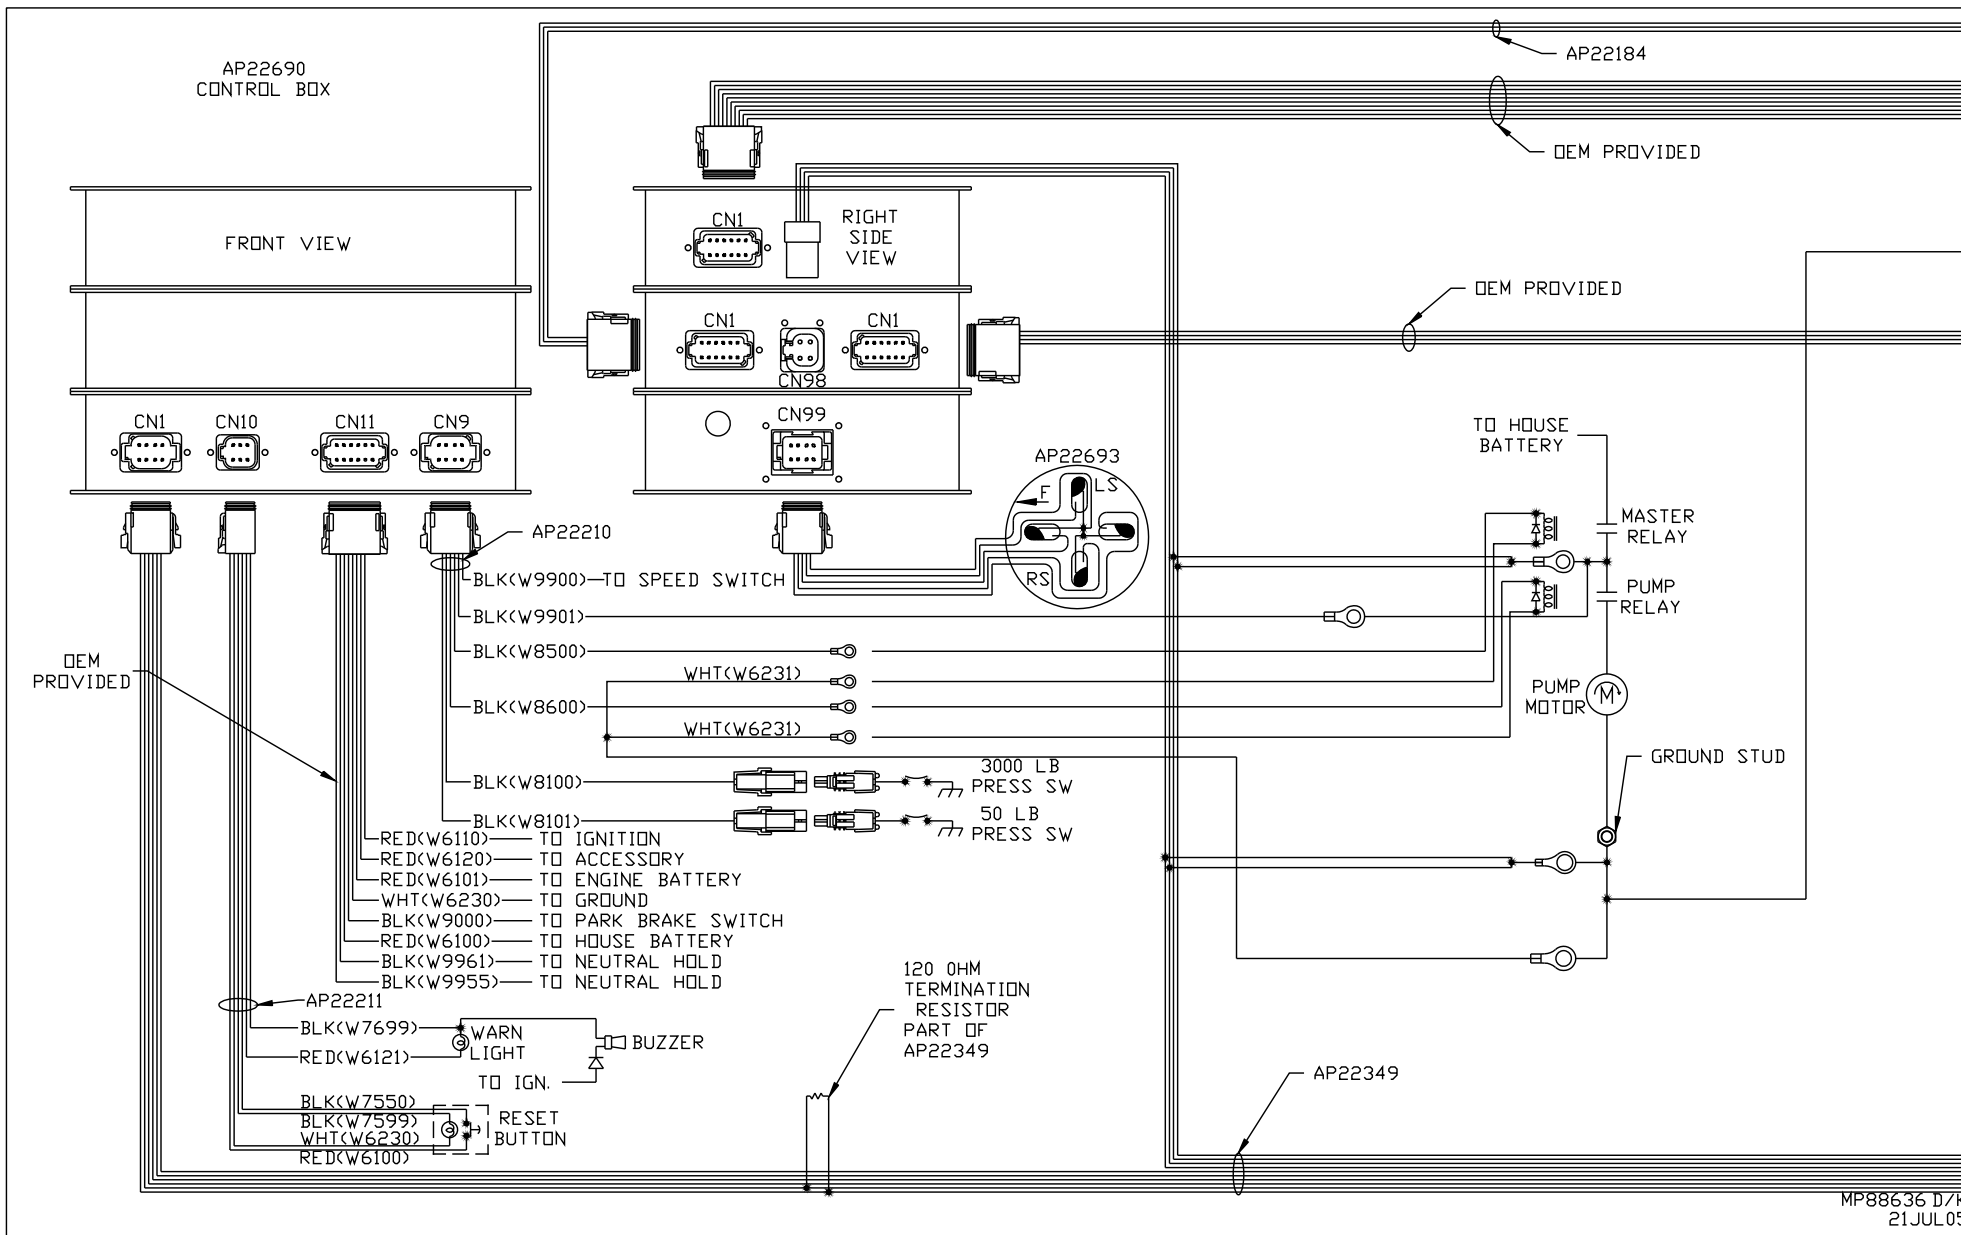 AP22690
CONTROL BOX
AP22184
OEM PROVIDED
FRONT VIEW
CN1
RIGHT
SIDE
VIEW
OEM PROVIDED
CN1
CN1
CN98
CN1
CN10
CN11
CN9
CN99
AP22693
F
LS
RS
TO HOUSE
BATTERY
MASTER
RELAY
PUMP
RELAY
AP22210
BLK(W9900)
TO SPEED SWITCH
BLK(W9901)
BLK(W8500)
WHT(W6231)
BLK(W8600)
WHT(W6231)
PUMP
MOTOR
M
GROUND STUD
OEM
PROVIDED
BLK(W8100)
3000 LB
PRESS SW
BLK(W8101)
50 LB
PRESS SW
RED(W6110) TO IGNITION
RED(W6120) TO ACCESSORY
RED(W6101) TO ENGINE BATTERY
WHT(W6230) TO GROUND
BLK(W9000) TO PARK BRAKE SWITCH
RED(W6100) TO HOUSE BATTERY
BLK(W9961) TO NEUTRAL HOLD
BLK(W9955) TO NEUTRAL HOLD
AP22211
BLK(W7699)
RED(W6121)
WARN
LIGHT
BUZZER
TO IGN.
BLK(W7550)
BLK(W7599)
WHT(W6230)
RED(W6100)
RESET
BUTTON
120 OHM
TERMINATION
RESISTOR
PART OF
AP22349
AP22349
MP88636 D/
21JUL05